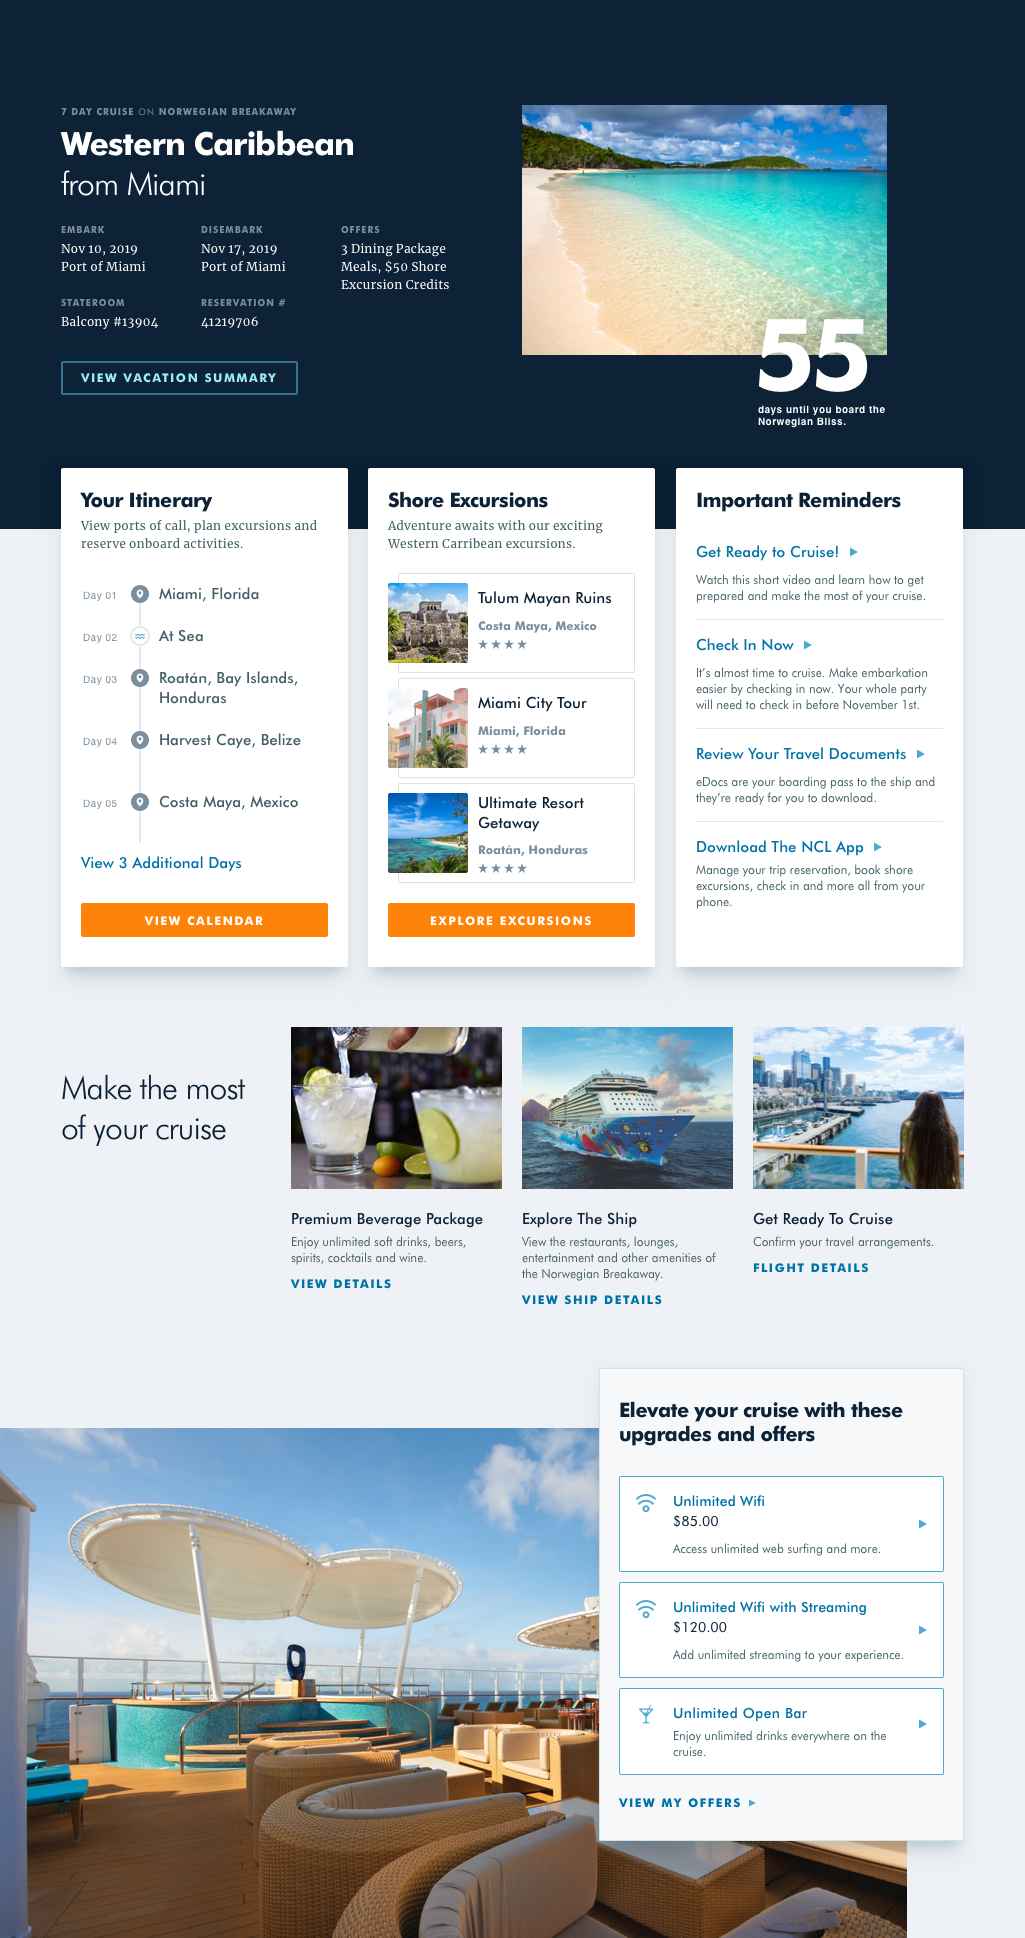 7 DAY CRUISE ON NORWEGIAN BREAKAWAY
Western Caribbean
from Miami
EMBARK
Nov 10, 2019
Port of Miami
DISEMBARK
Nov 17, 2019
Port of Miami
OFFERS
3 Dining Package
Meals, $50 Shore
Excursion Credits
STATEROOM
Balcony #13904
RESERVATION #
41219706
VIEW VACATION SUMMARY
55
days until you board the
Norwegian Bliss.
Your Itinerary
View ports of call, plan excursions and
reserve onboard activities.
Day 01 Miami, Florida
Day 02 At Sea
Day 03 Roatán, Bay Islands,
Honduras
Day 04 Harvest Caye, Belize
Day 05 Costa Maya, Mexico
View 3 Additional Days
VIEW CALENDAR
Shore Excursions
Adventure awaits with our exciting
Western Carribean excursions.
Tulum Mayan Ruins
Costa Maya, Mexico
★★★★
Miami City Tour
Miami, Florida
★★★★
Ultimate Resort
Getaway
Roatán, Honduras
★★★★
EXPLORE EXCURSIONS
Important Reminders
Get Ready to Cruise!
Watch this short video and learn how to get
prepared and make the most of your cruise.
Check In Now
It’s almost time to cruise. Make embarkation
easier by checking in now. Your whole party
will need to check in before November 1st.
Review Your Travel Documents
eDocs are your boarding pass to the ship and
they’re ready for you to download.
Download The NCL App
Manage your trip reservation, book shore
excursions, check in and more all from your
phone.
Make the most
of your cruise
Premium Beverage Package
Enjoy unlimited soft drinks, beers,
spirits, cocktails and wine.
VIEW DETAILS
Explore The Ship
View the restaurants, lounges,
entertainment and other amenities of
the Norwegian Breakaway.
VIEW SHIP DETAILS
Get Ready To Cruise
Confirm your travel arrangements.
FLIGHT DETAILS
Elevate your cruise with these
upgrades and offers
Unlimited Wifi
$85.00
Access unlimited web surfing and more.
Unlimited Wifi with Streaming
$120.00
Add unlimited streaming to your experience.
Unlimited Open Bar
Enjoy unlimited drinks everywhere on the
cruise.
VIEW MY OFFERS